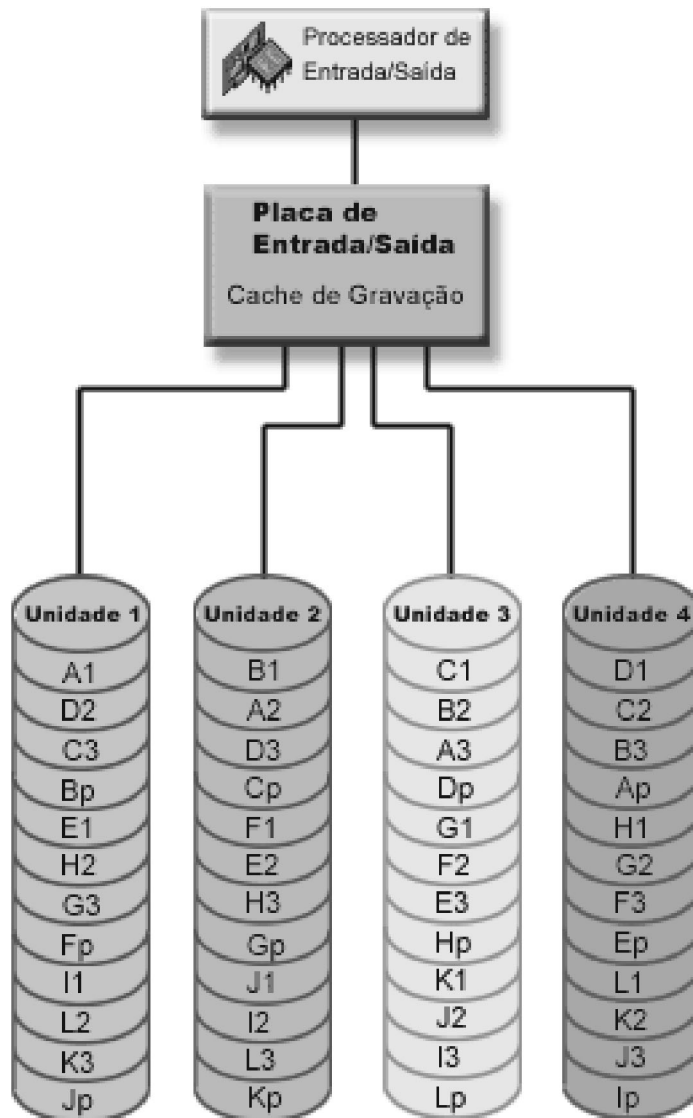 Processador de
Entrada/Saída
Placa de
Entrada/Saída
Cache de Gravação
Unidade 1
A1
D2
C3
Bp
E1
H2
G3
Fp
I1
L2
K3
Jp
Unidade 2
B1
A2
D3
Cp
F1
E2
H3
Gp
J1
I2
L3
Kp
Unidade 3
C1
B2
A3
Dp
G1
F2
E3
Hp
K1
J2
I3
Lp
Unidade 4
D1
C2
B3
Ap
H1
G2
F3
Ep
L1
K2
J3
Ip